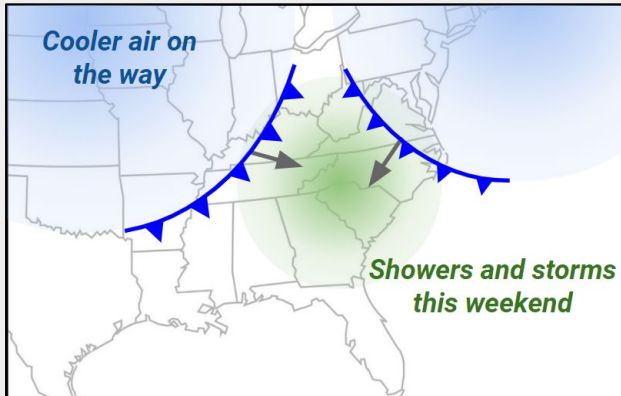 Cooler air on
the way
Showers and storms
this weekend